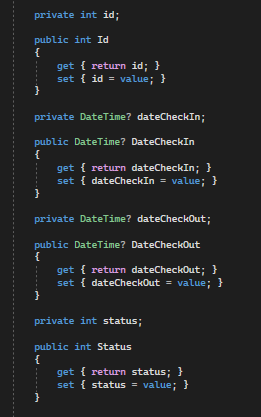 private int id;
public int Id
{
get { return id; }
set { id = value; }
}
private DateTime? dateCheckIn;
public DateTime? DateCheckIn
{
get { return dateCheckIn; }
set { dateCheckIn = value; }
}
private DateTime? dateCheckOut;
public DateTime? DateCheckOut
{
get { return dateCheckOut; }
set { dateCheckOut = value; }
}
private int status;
public int Status
{
get { return status; }
set { status = value; }
}